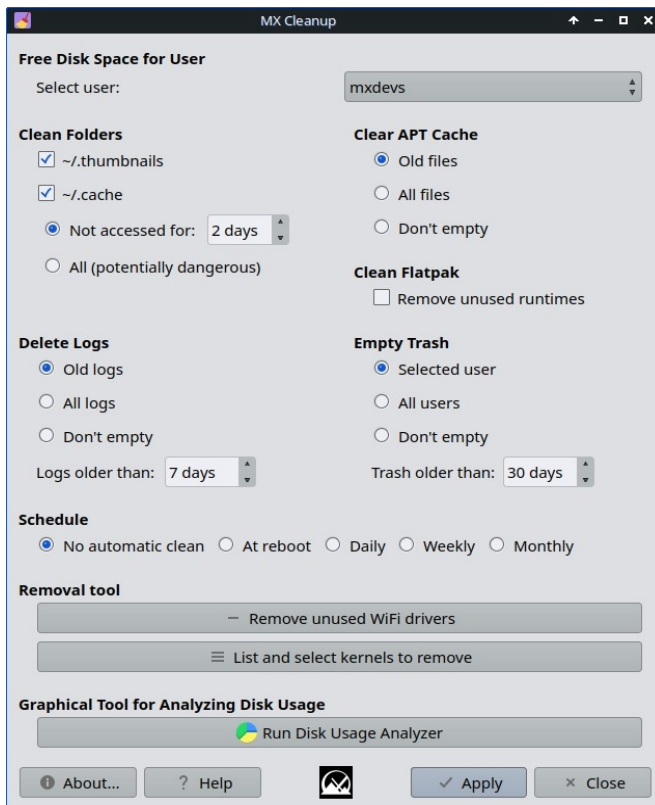 MX Cleanup
Free Disk Space for User
Select user: mxdevs
Clean Folders
~/.thumbnails
~/.cache
Not accessed for: 2 days
All (potentially dangerous)
Clear APT Cache
Old files
All files
Don't empty
Clean Flatpak
Remove unused runtimes
Delete Logs
Old logs
All logs
Don't empty
Logs older than: 7 days
Empty Trash
Selected user
All users
Don't empty
Trash older than: 30 days
Schedule
No automatic clean At reboot Daily Weekly Monthly
Removal tool
Remove unused WiFi drivers
List and select kernels to remove
Graphical Tool for Analyzing Disk Usage
Run Disk Usage Analyzer
About... Help Apply Close